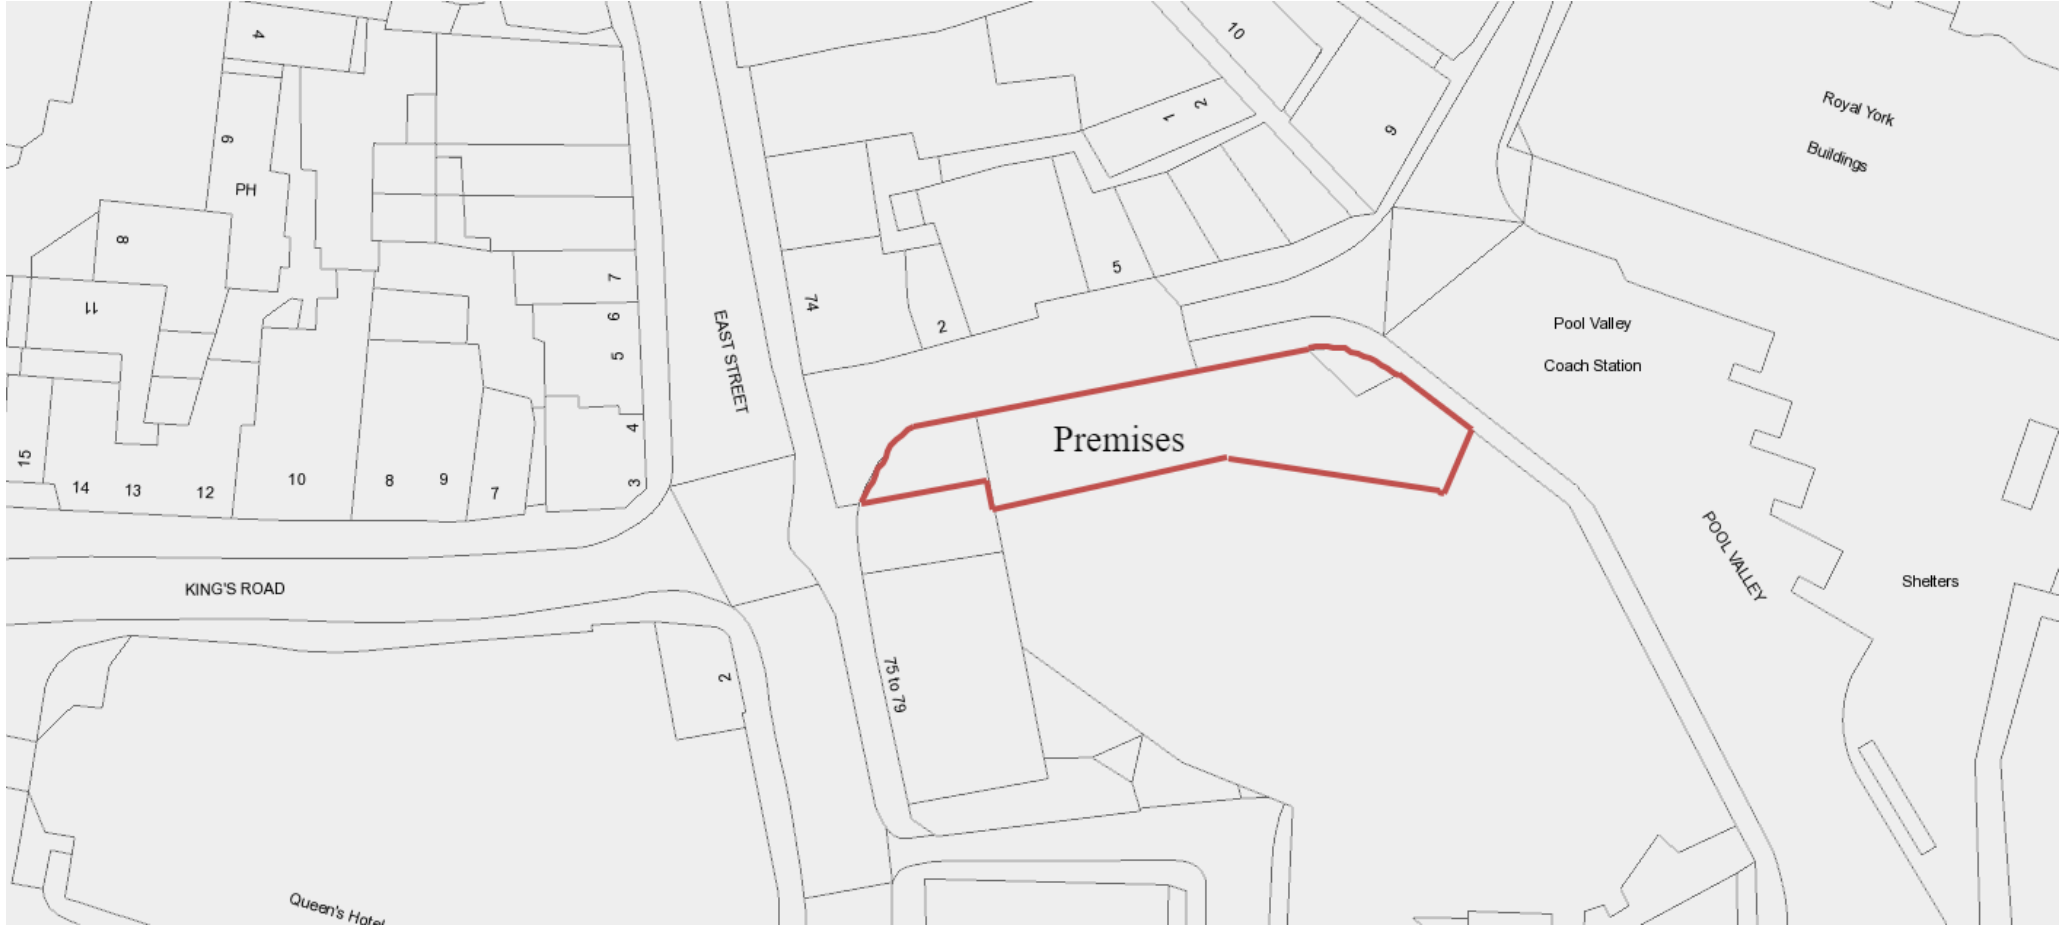 4
10
1 2
9
Royal York
Buildings
9
PH
8
11
7
6
5
4
3
EAST STREET
74
2
5
Pool Valley
Coach Station
Premises
15
14
13
12
10
8
9
7
KING'S ROAD
POOL VALLEY
Shelters
2
75 to 79
Queen's Hotel